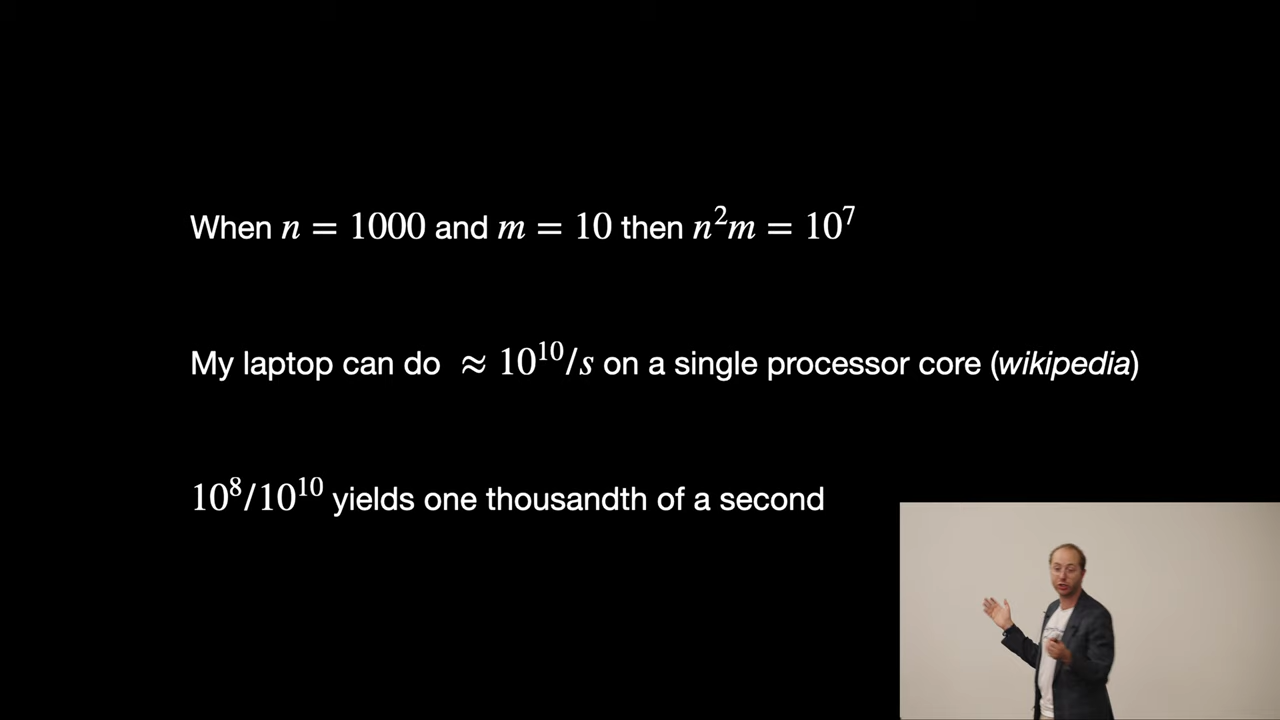 When n = 1000 and m = 10 then n²m = 10⁷
My laptop can do ≈ 10¹⁰/s on a single processor core (wikipedia)
10⁸/10¹⁰ yields one thousandth of a second